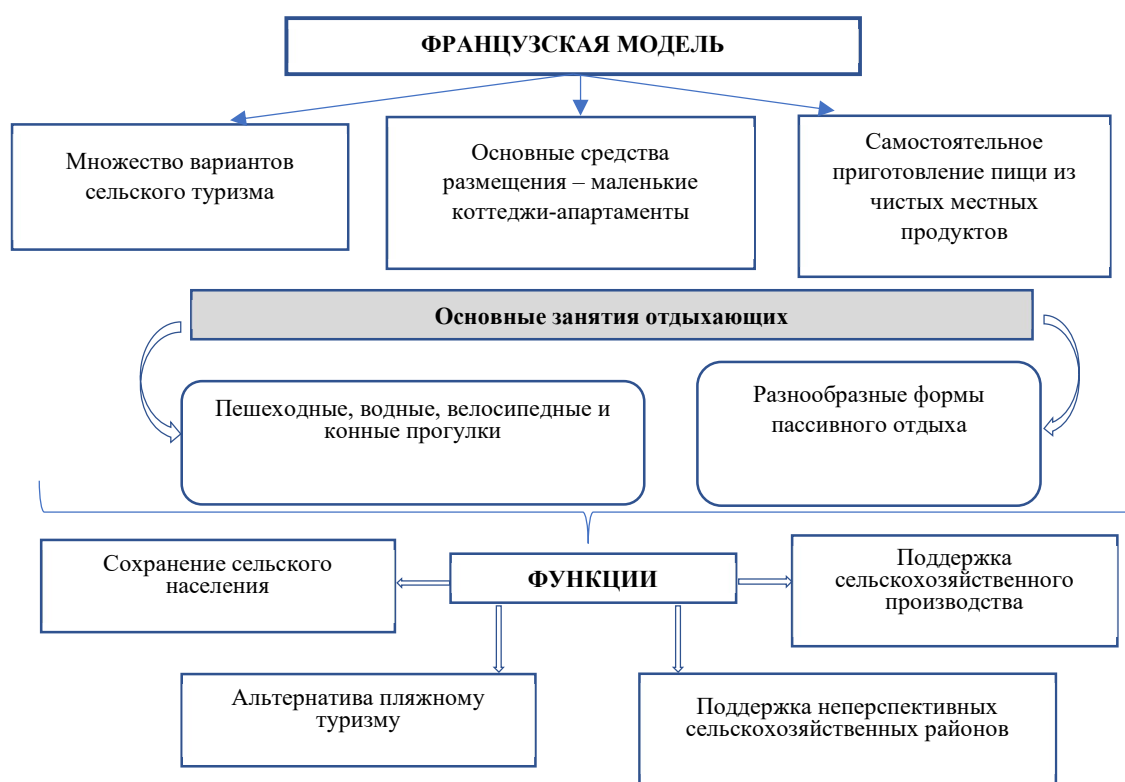 ФРАНЦУЗСКАЯ МОДЕЛЬ
Множество вариантов
сельского туризма
Основные средства
размещения – маленькие
коттеджи-апартаменты
Самостоятельное
приготовление пищи из
чистых местных
продуктов
Основные занятия отдыхающих
Пешеходные, водные, велосипедные и
конные прогулки
Разнообразные формы
пассивного отдыха
Сохранение сельского
населения
ФУНКЦИИ
Поддержка
сельскохозяйственного
производства
Альтернатива пляжному
туризму
Поддержка неперспективных
сельскохозяйственных районов